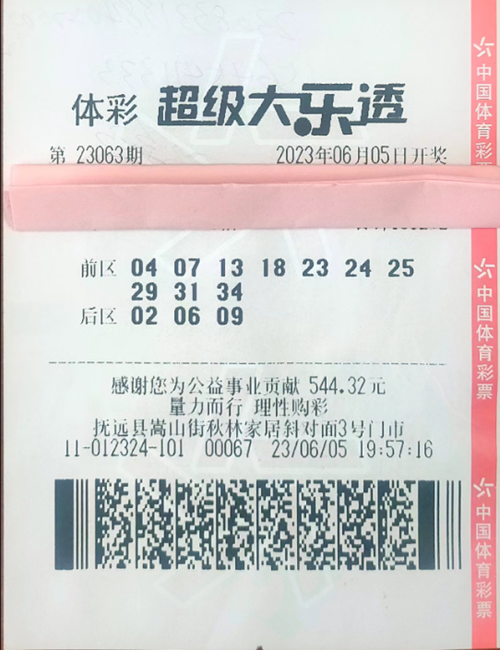 体彩 超级大乐透
第 23063期 2023年06月05日开奖
前区 04 07 13 18 23 24 25
29 31 34
后区 02 06 09
感谢您为公益事业贡献 544.32元
量力而行 理性购彩
抚远县嵩山街秋林家居斜对面3号门市
11-012324-101 00067 23/06/05 19:57:16
中国体育彩票
中国体育彩票
中国体育彩票